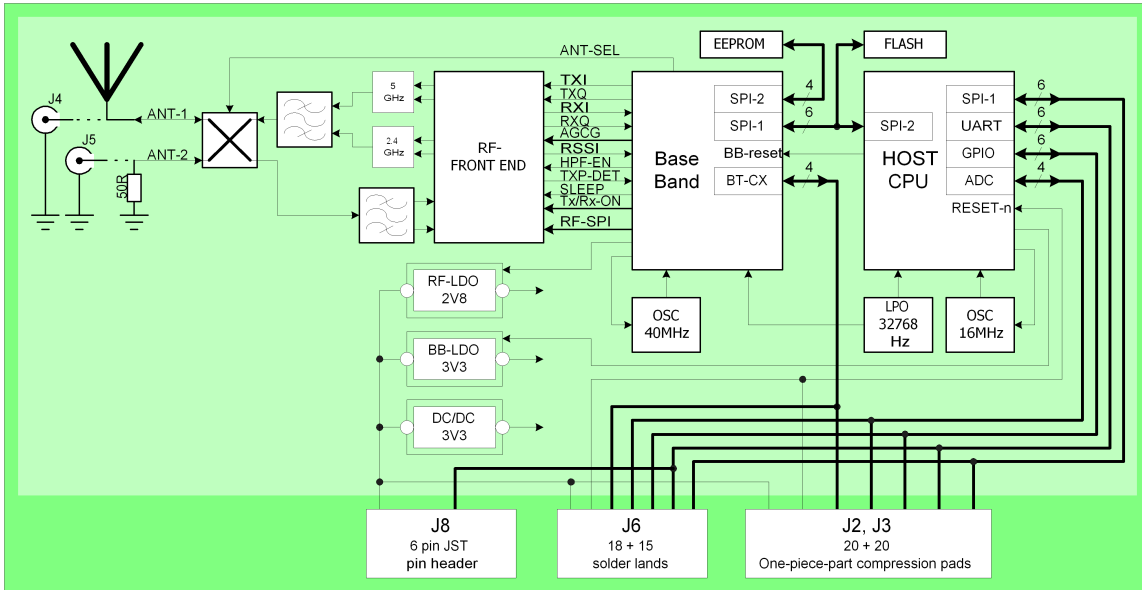 J4
J5
ANT-1
ANT-2
50R
ANT-SEL
5
GHz
2.4
GHz
RF-
FRONT END
TXI
TXQ
RXI
RXQ
AGCG
RSSI
HPF-EN
TXP-DET
SLEEP
Tx/Rx-ON
RF-SPI
EEPROM
FLASH
Base
Band
SPI-2
4
SPI-1
6
BB-reset
BT-CX
4
SPI-2
HOST
CPU
SPI-1
6
UART
4
GPIO
6
ADC
4
RESET-n
RF-LDO
2V8
BB-LDO
3V3
DC/DC
3V3
OSC
40MHz
LPO
32768
Hz
OSC
16MHz
J8
6 pin JST
pin header
J6
18 + 15
solder lands
J2, J3
20 + 20
One-piece-part compression pads